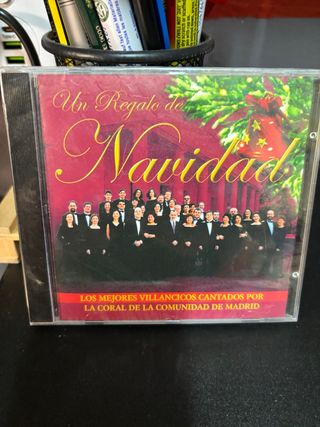 Un Regalo de
Navidad
LOS MEJORES VILLANCICOS CANTADOS POR
LA CORAL DE LA COMUNIDAD DE MADRID